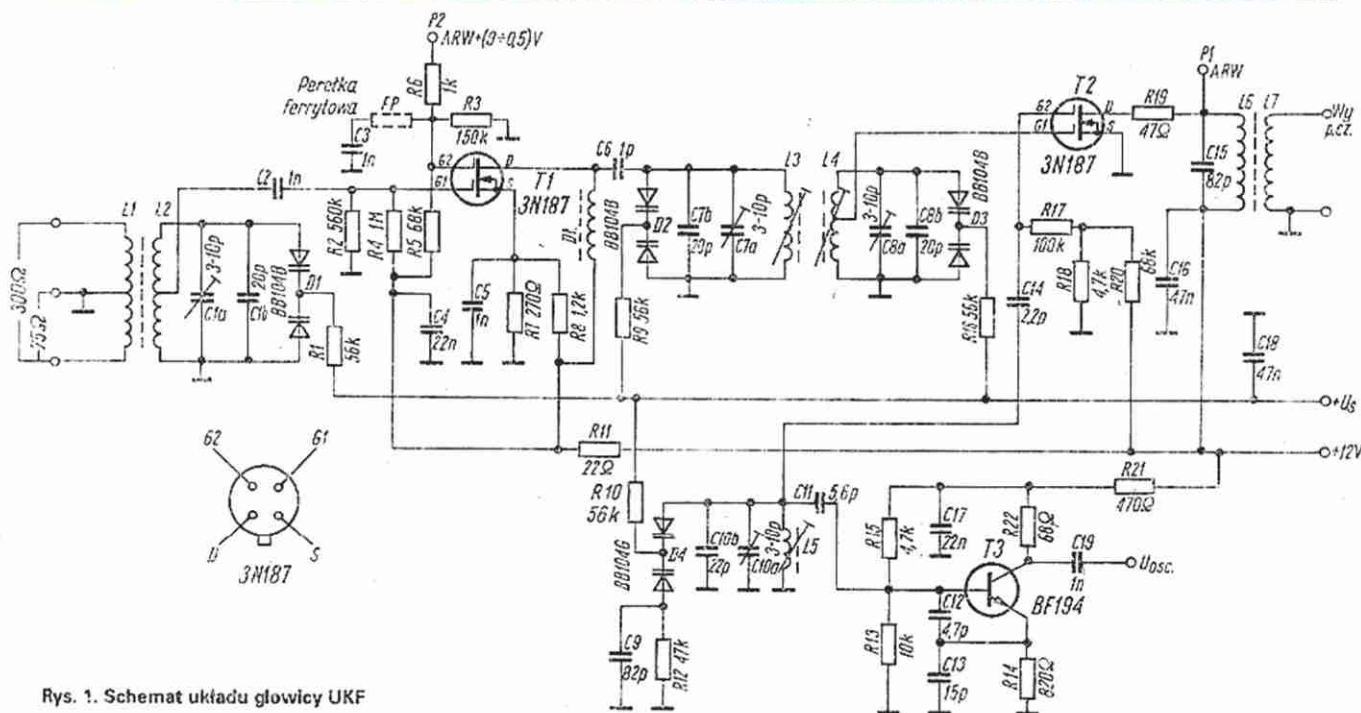 P2
ARW+(9÷0,5)V
R6
1k
Perełka
ferrytowa
FP
R3
150k
C3
1n
G2
G1
D
S
T1
3N187
C2 1n
L1
L2
300Ω
75Ω
3-10p
C1a
20p
C1b
BB104B
D1
R1
56k
R2 560k
R4 1M
R5 68k
C4
22n
C5
1n
R7 270Ω
R8 1,2k
Dł.
C6 1p
BB104B
D2
C7b
20p
C7a
3-10p
L3
L4
R9 56k
3-10p
C8a
C8b
20p
BB104B
D3
R16 56k
T2
G2
G1
D
S
3N187
R19
47Ω
P1
ARW
L6
L7
Wy
p.cz.
C15
82p
R17
100k
R18
4,7k
R20
68k
C16
47n
C14
2,2p
C18
47n
+Us
+12V
R11
22Ω
R10
56k
BB104G
D4
C9
82p
R12 47k
C10b
22p
C10a
3-10p
L5
C11
5,6p
R15
4,7k
C17
22n
R22
68Ω
R21
470Ω
T3
BF194
C19
1n
Uosc.
C12
4,7p
R13
10k
C13
15p
R14
820Ω
G2
G1
D
S
3N187
Rys. 1. Schemat układu głowicy UKF